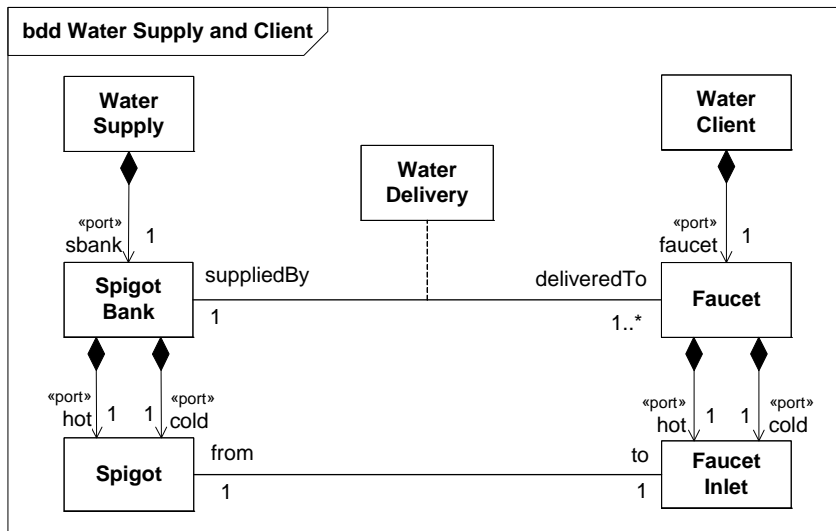 bdd Water Supply and Client
Water
Supply
Water
Client
Water
Delivery
«port»
sbank
1
«port»
faucet
1
Spigot
Bank
suppliedBy
1
deliveredTo
1..*
Faucet
«port»
hot
1
1
«port»
cold
«port»
hot
1
1
«port»
cold
Spigot
from
1
to
1
Faucet
Inlet